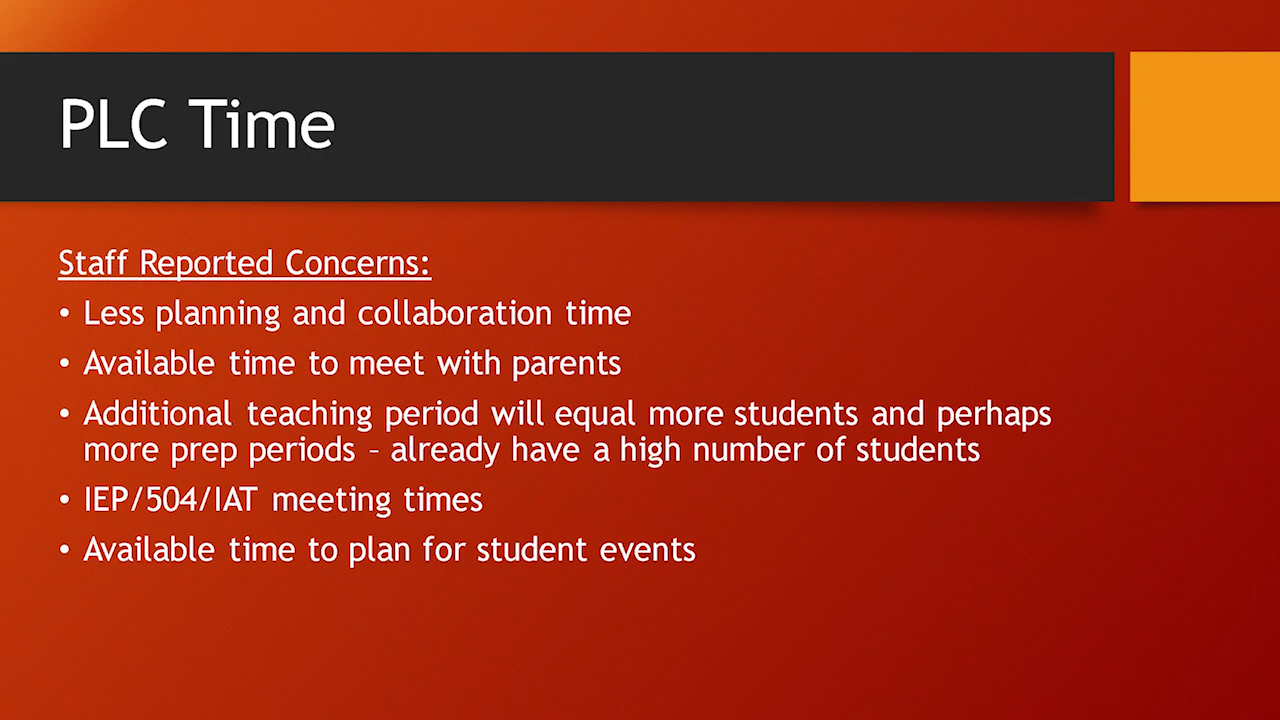 PLC Time
Staff Reported Concerns:
• Less planning and collaboration time
• Available time to meet with parents
• Additional teaching period will equal more students and perhaps
more prep periods – already have a high number of students
• IEP/504/IAT meeting times
• Available time to plan for student events